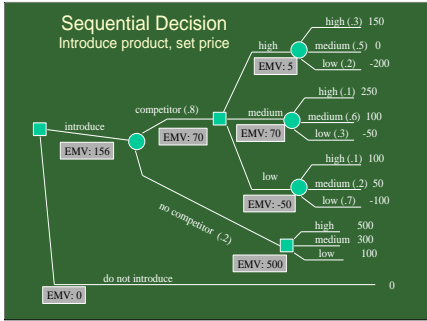 Sequential Decision
Introduce product, set price
high (.3) 150
high
medium (.5) 0
EMV: 5
low (.2) -200
high (.1) 250
competitor (.8)
medium
medium (.6) 100
introduce
EMV: 70
EMV: 70
low (.3) -50
EMV: 156
high (.1) 100
low
medium (.2) 50
EMV: -50
low (.7) -100
no competitor (.2)
high 500
medium 300
low 100
EMV: 500
do not introduce
0
EMV: 0